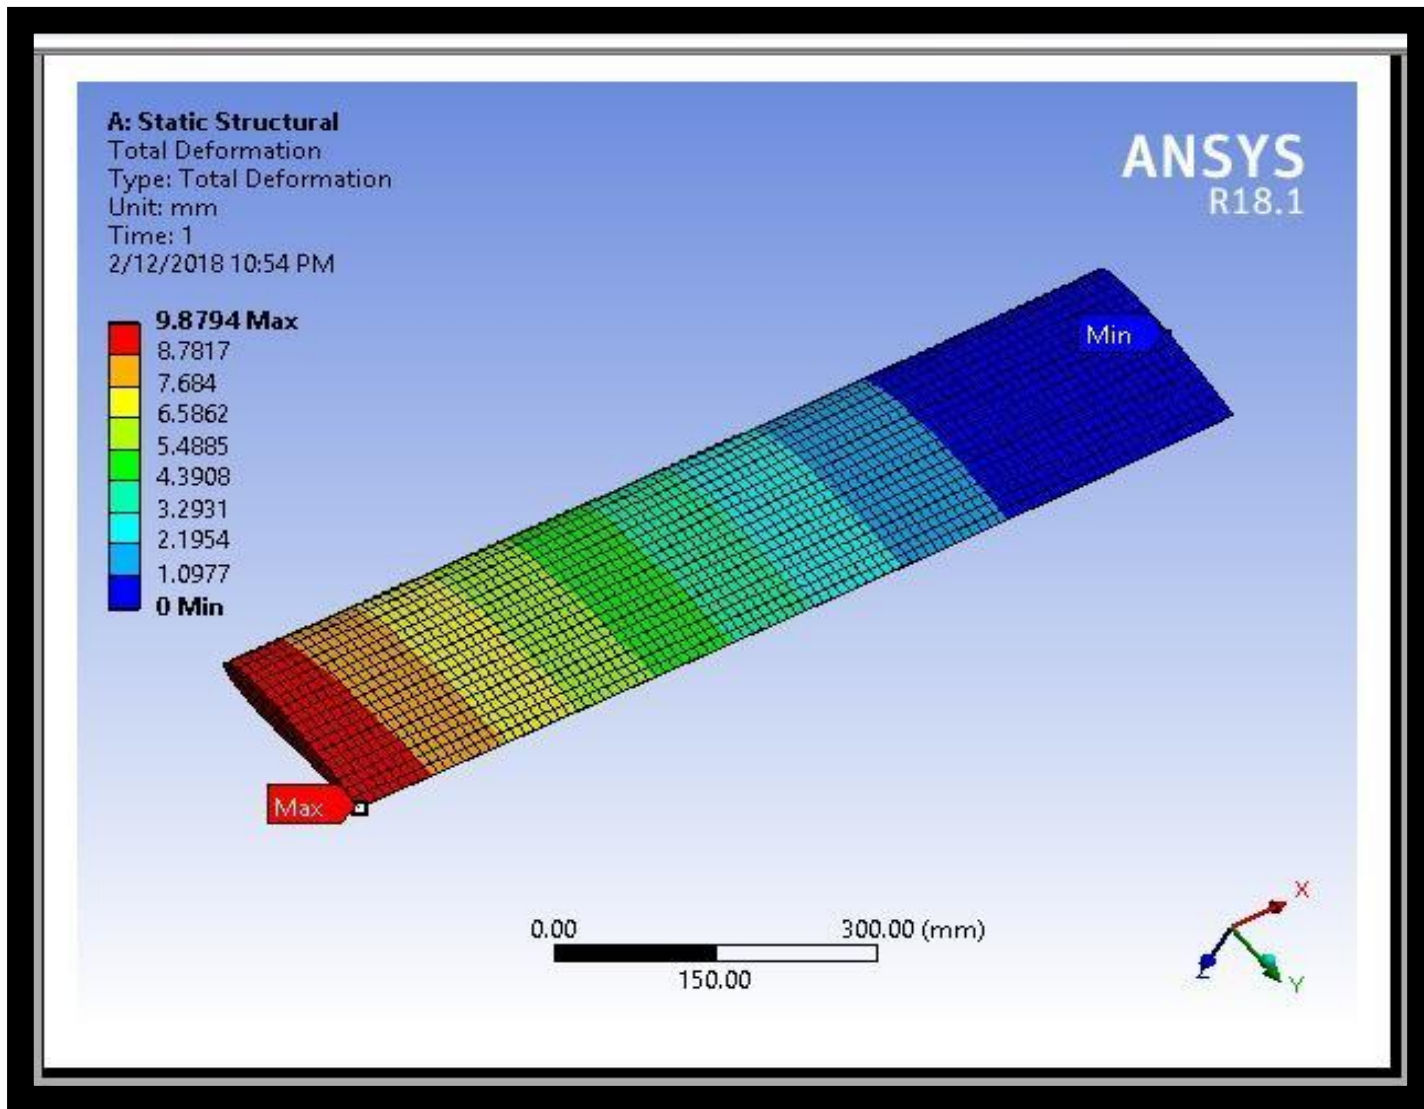 A: Static Structural
Total Deformation
Type: Total Deformation
Unit: mm
Time: 1
2/12/2018 10:54 PM
ANSYS
R18.1
9.8794 Max
8.7817
7.684
6.5862
5.4885
4.3908
3.2931
2.1954
1.0977
0 Min
Min
Max
0.00
300.00 (mm)
150.00
X
Y
Z